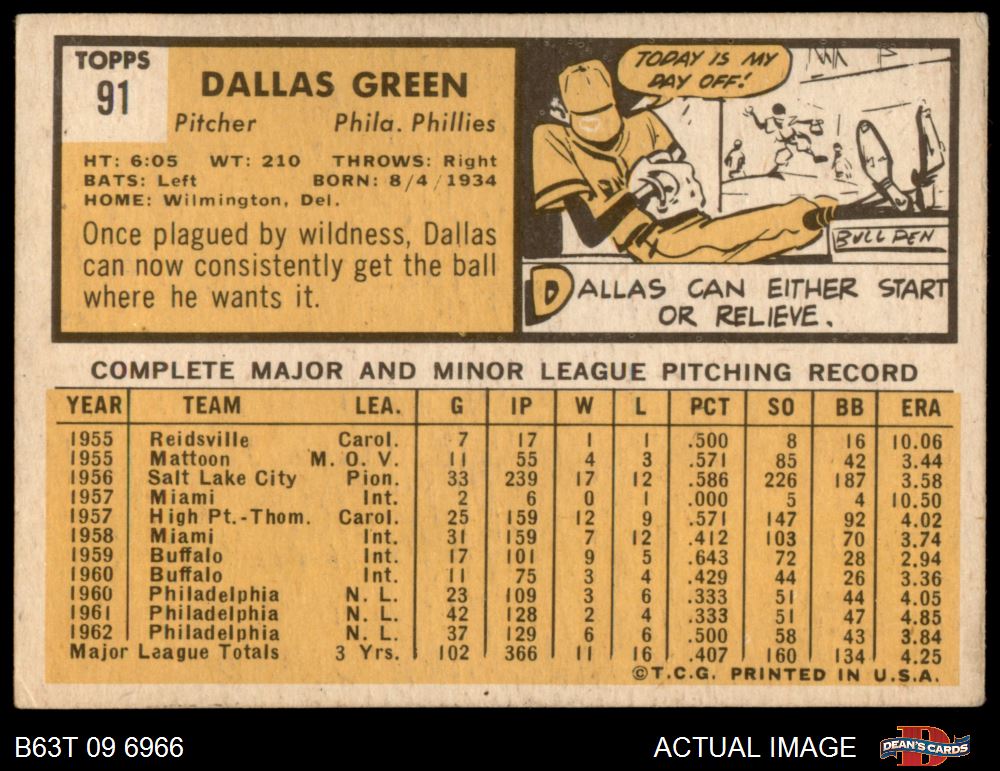 TOPPS
91
DALLAS GREEN
Pitcher Phila. Phillies
HT: 6:05 WT: 210 THROWS: Right
BATS: Left BORN: 8/4/1934
HOME: Wilmington, Del.
Once plagued by wildness, Dallas
can now consistently get the ball
where he wants it.
TODAY IS MY
DAY OFF!
BULL PEN
DALLAS CAN EITHER START
OR RELIEVE.
COMPLETE MAJOR AND MINOR LEAGUE PITCHING RECORD
YEAR TEAM LEA. G IP W L PCT SO BB ERA
1955 Reidsville Carol. 7 17 1 1 .500 8 16 10.06
1955 Mattoon M. O. V. 11 55 4 3 .571 85 42 3.44
1956 Salt Lake City Pion. 33 239 17 12 .586 226 187 3.58
1957 Miami Int. 2 6 0 1 .000 5 4 10.50
1957 High Pt.-Thom. Carol. 25 159 12 9 .571 147 92 4.02
1958 Miami Int. 31 159 7 12 .412 103 70 3.74
1959 Buffalo Int. 17 101 9 5 .643 72 28 2.94
1960 Buffalo Int. 11 75 3 4 .429 44 26 3.36
1960 Philadelphia N. L. 23 109 3 6 .333 51 44 4.05
1961 Philadelphia N. L. 42 128 2 4 .333 51 47 4.85
1962 Philadelphia N. L. 37 129 6 6 .500 58 43 3.84
Major League Totals 3 Yrs. 102 366 11 16 .407 160 134 4.25
©T.C.G. PRINTED IN U.S.A.
B63T 09 6966
ACTUAL IMAGE
DEAN'S CARDS